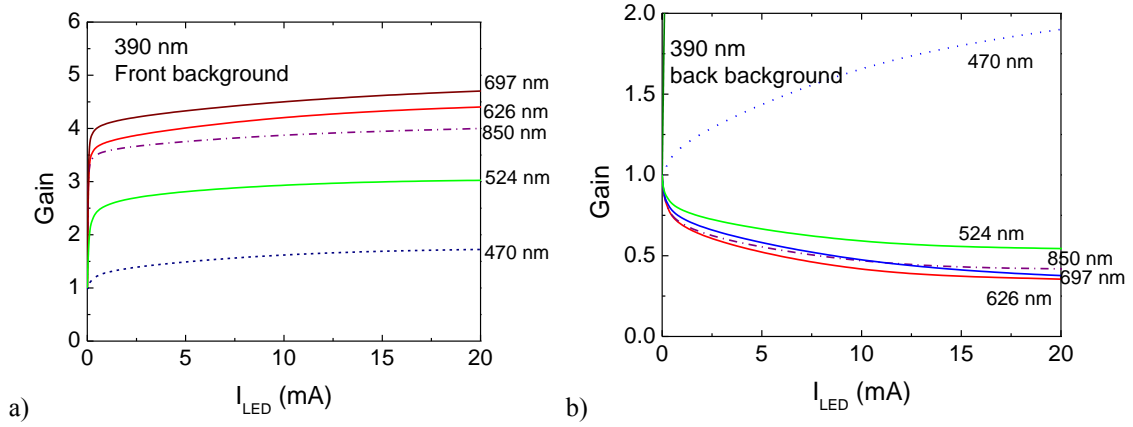 6
5
4
3
2
1
0
390 nm
Front background
697 nm
626 nm
850 nm
524 nm
470 nm
Gain
0 5 10 15 20
I_LED (mA)
a)
2.0
1.5
1.0
0.5
0.0
390 nm
back background
470 nm
524 nm
850 nm
697 nm
626 nm
Gain
0 5 10 15 20
I_LED (mA)
b)